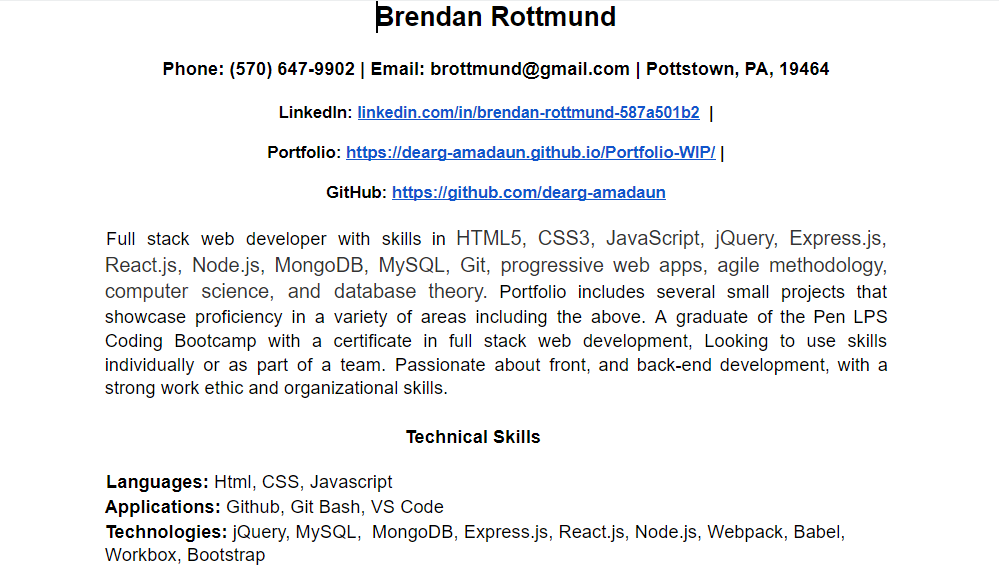 Brendan Rottmund
Phone: (570) 647-9902 | Email: brottmund@gmail.com | Pottstown, PA, 19464
LinkedIn: linkedin.com/in/brendan-rottmund-587a501b2 |
Portfolio: https://dearg-amadaun.github.io/Portfolio-WIP/ |
GitHub: https://github.com/dearg-amadaun
Full stack web developer with skills in HTML5, CSS3, JavaScript, jQuery, Express.js,
React.js, Node.js, MongoDB, MySQL, Git, progressive web apps, agile methodology,
computer science, and database theory. Portfolio includes several small projects that
showcase proficiency in a variety of areas including the above. A graduate of the Pen LPS
Coding Bootcamp with a certificate in full stack web development, Looking to use skills
individually or as part of a team. Passionate about front, and back-end development, with a
strong work ethic and organizational skills.
Technical Skills
Languages: Html, CSS, Javascript
Applications: Github, Git Bash, VS Code
Technologies: jQuery, MySQL, MongoDB, Express.js, React.js, Node.js, Webpack, Babel,
Workbox, Bootstrap